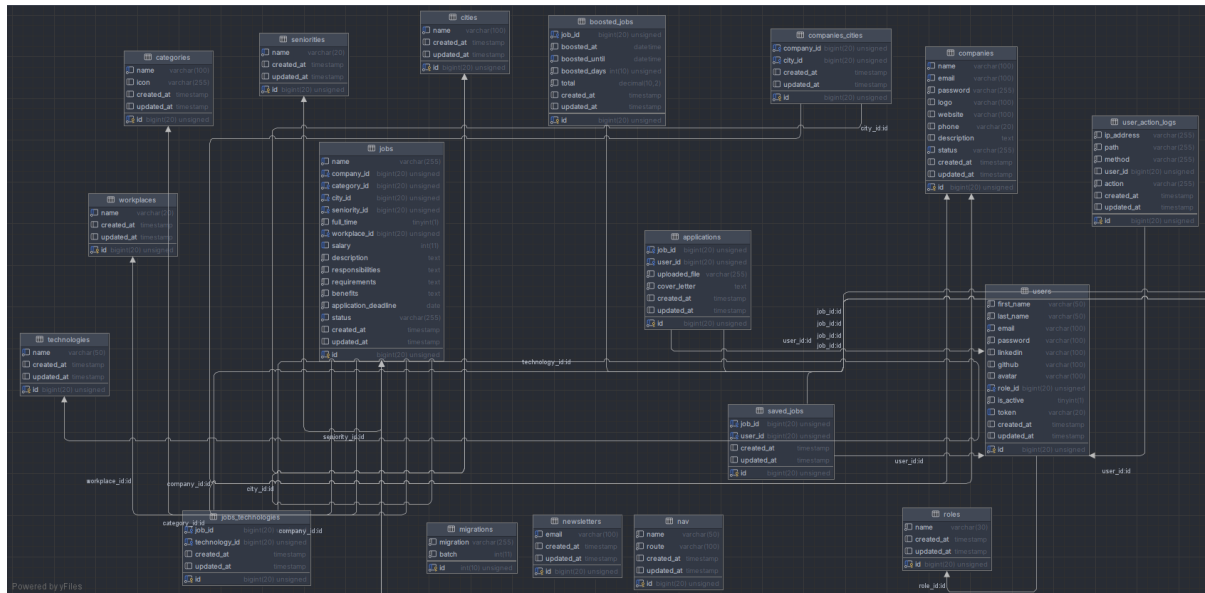 cities
name varchar(100)
created_at timestamp
updated_at timestamp
id bigint(20) unsigned
boosted_jobs
job_id bigint(20) unsigned
boosted_at datetime
boosted_until datetime
boosted_days int(10) unsigned
total decimal(10,2)
created_at timestamp
updated_at timestamp
id bigint(20) unsigned
companies_cities
company_id bigint(20) unsigned
city_id bigint(20) unsigned
created_at timestamp
updated_at timestamp
id bigint(20) unsigned
seniorities
name varchar(20)
created_at timestamp
updated_at timestamp
id bigint(20) unsigned
categories
name varchar(100)
icon varchar(255)
created_at timestamp
updated_at timestamp
id bigint(20) unsigned
companies
name varchar(100)
email varchar(100)
password varchar(255)
logo varchar(100)
website varchar(100)
phone varchar(20)
description text
status varchar(255)
created_at timestamp
updated_at timestamp
id bigint(20) unsigned
user_action_logs
ip_address varchar(255)
path varchar(255)
method varchar(255)
user_id bigint(20) unsigned
action varchar(255)
created_at timestamp
updated_at timestamp
id bigint(20) unsigned
city_id:id
jobs
name varchar(255)
company_id bigint(20) unsigned
category_id bigint(20) unsigned
city_id bigint(20) unsigned
seniority_id bigint(20) unsigned
full_time tinyint(1)
workplace_id bigint(20) unsigned
salary int(11)
description text
responsibilities text
requirements text
benefits text
application_deadline date
status varchar(255)
created_at timestamp
updated_at timestamp
id bigint(20) unsigned
workplaces
name varchar(20)
created_at timestamp
updated_at timestamp
id bigint(20) unsigned
applications
job_id bigint(20) unsigned
user_id bigint(20) unsigned
uploaded_file varchar(255)
cover_letter text
created_at timestamp
updated_at timestamp
id bigint(20) unsigned
users
first_name varchar(50)
last_name varchar(50)
email varchar(100)
password varchar(100)
linkedin varchar(100)
github varchar(100)
avatar varchar(100)
role_id bigint(20) unsigned
is_active tinyint(1)
token varchar(20)
created_at timestamp
updated_at timestamp
id bigint(20) unsigned
job_id:id
job_id:id
job_id:id
user_id:id
job_id:id
technologies
name varchar(50)
created_at timestamp
updated_at timestamp
id bigint(20) unsigned
technology_id:id
saved_jobs
job_id bigint(20) unsigned
user_id bigint(20) unsigned
created_at timestamp
updated_at timestamp
id bigint(20) unsigned
seniority_id:id
user_id:id
user_id:id
workplace_id:id
company_id:id
city_id:id
category_id:id
company_id:id
jobs_technologies
job_id bigint(20)
technology_id bigint(20) unsigned
created_at timestamp
updated_at timestamp
id bigint(20) unsigned
migrations
migration varchar(255)
batch int(11)
id int(10) unsigned
newsletters
email varchar(100)
created_at timestamp
updated_at timestamp
id bigint(20) unsigned
nav
name varchar(50)
route varchar(100)
created_at timestamp
updated_at timestamp
id bigint(20) unsigned
roles
name varchar(30)
created_at timestamp
updated_at timestamp
id bigint(20) unsigned
role_id:id
Powered by yFiles